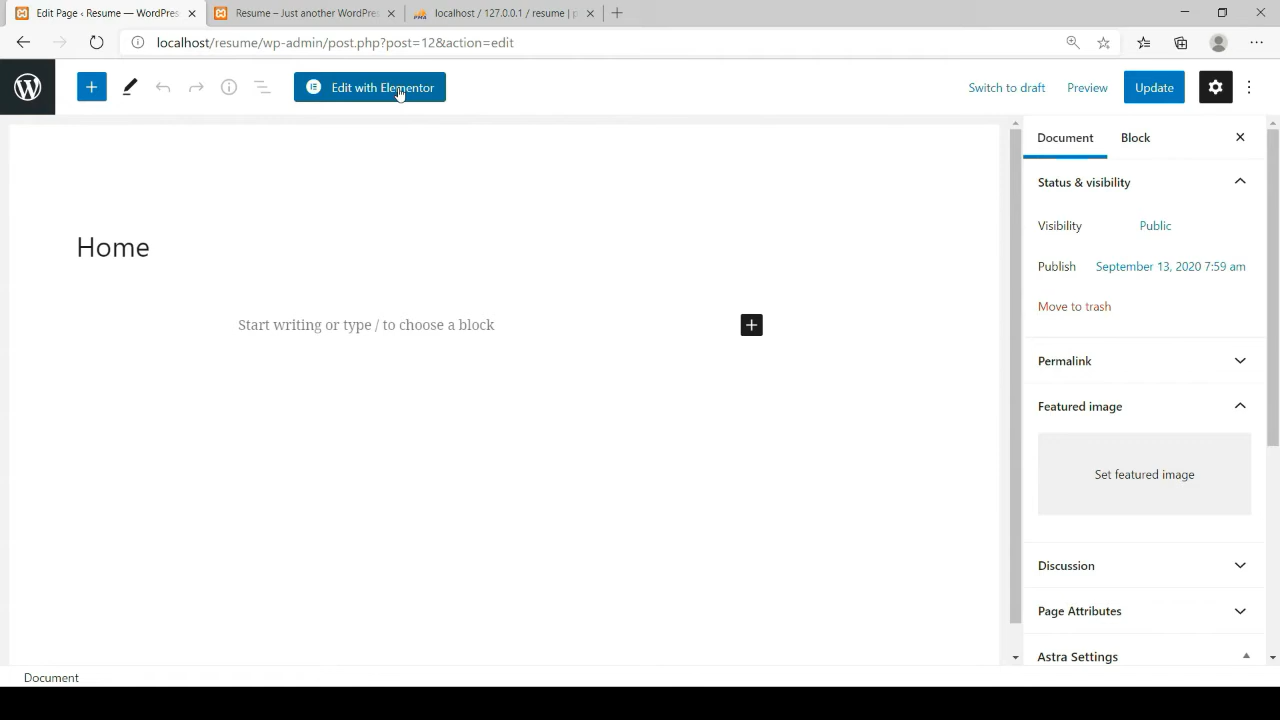 Edit Page ‹ Resume — WordPres
Resume – Just another WordPre
localhost / 127.0.0.1 / resume | p
localhost/resume/wp-admin/post.php?post=12&action=edit
Edit with Elementor
Switch to draft
Preview
Update
Document
Block
Status & visibility
Visibility
Public
Publish
September 13, 2020 7:59 am
Move to trash
Permalink
Featured image
Set featured image
Discussion
Page Attributes
Astra Settings
Home
Start writing or type / to choose a block
Document